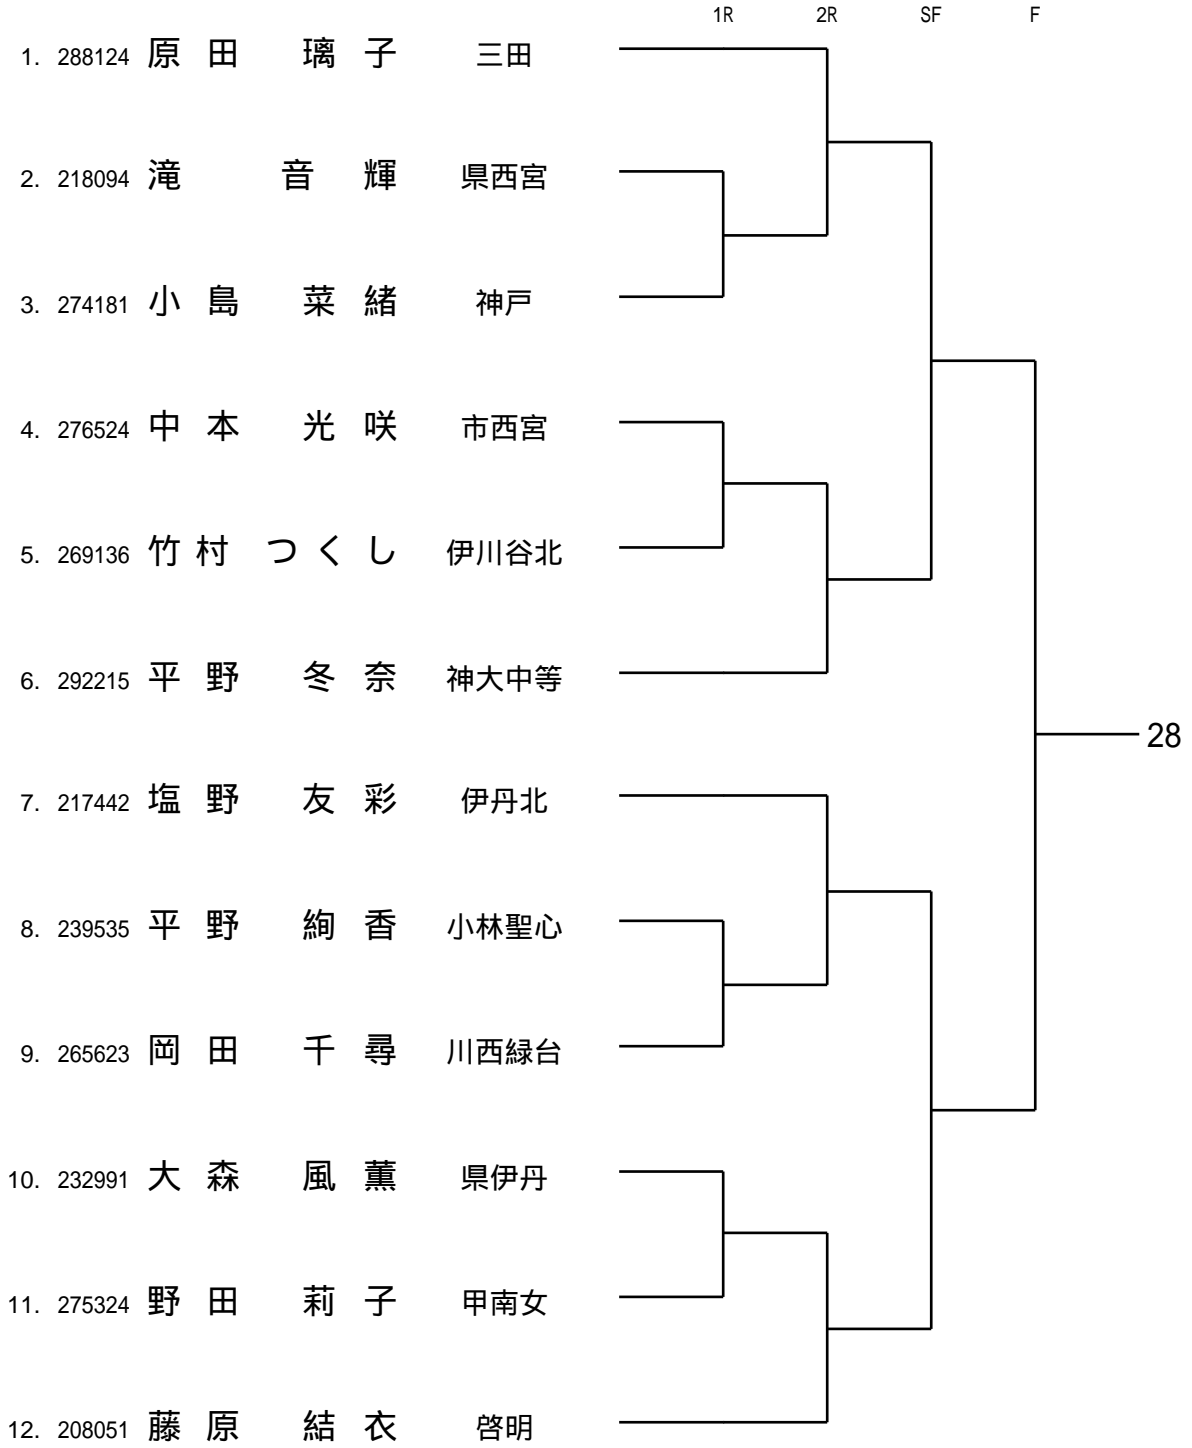 1R 2R SF F
1. 288124 原田 璃子 三田
2. 218094 滝 音輝 県西宮
3. 274181 小島 菜緒 神戸
4. 276524 中本 光咲 市西宮
5. 269136 竹村 つくし 伊川谷北
6. 292215 平野 冬奈 神大中等
28
7. 217442 塩野 友彩 伊丹北
8. 239535 平野 絢香 小林聖心
9. 265623 岡田 千尋 川西緑台
10. 232991 大森 風薫 県伊丹
11. 275324 野田 莉子 甲南女
12. 208051 藤原 結衣 啓明